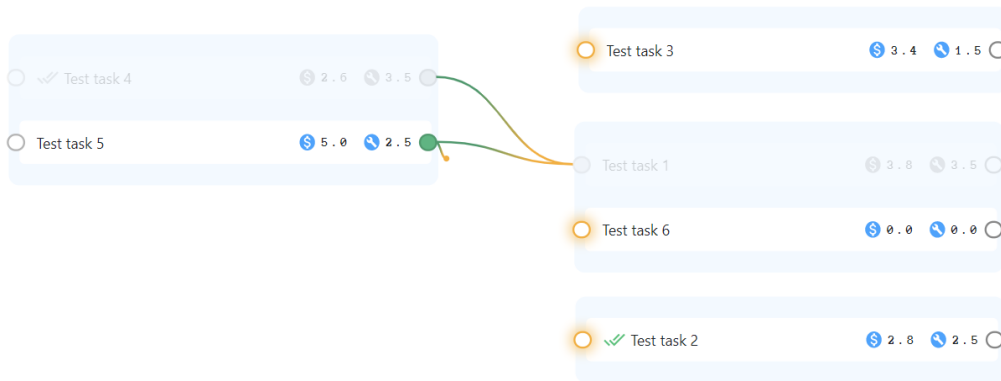 Test task 3 $ 3.4 1.5
Test task 4 $ 2.6 3.5
Test task 5 $ 5.0 2.5
Test task 1 $ 3.8 3.5
Test task 6 $ 0.0 0.0
Test task 2 $ 2.8 2.5